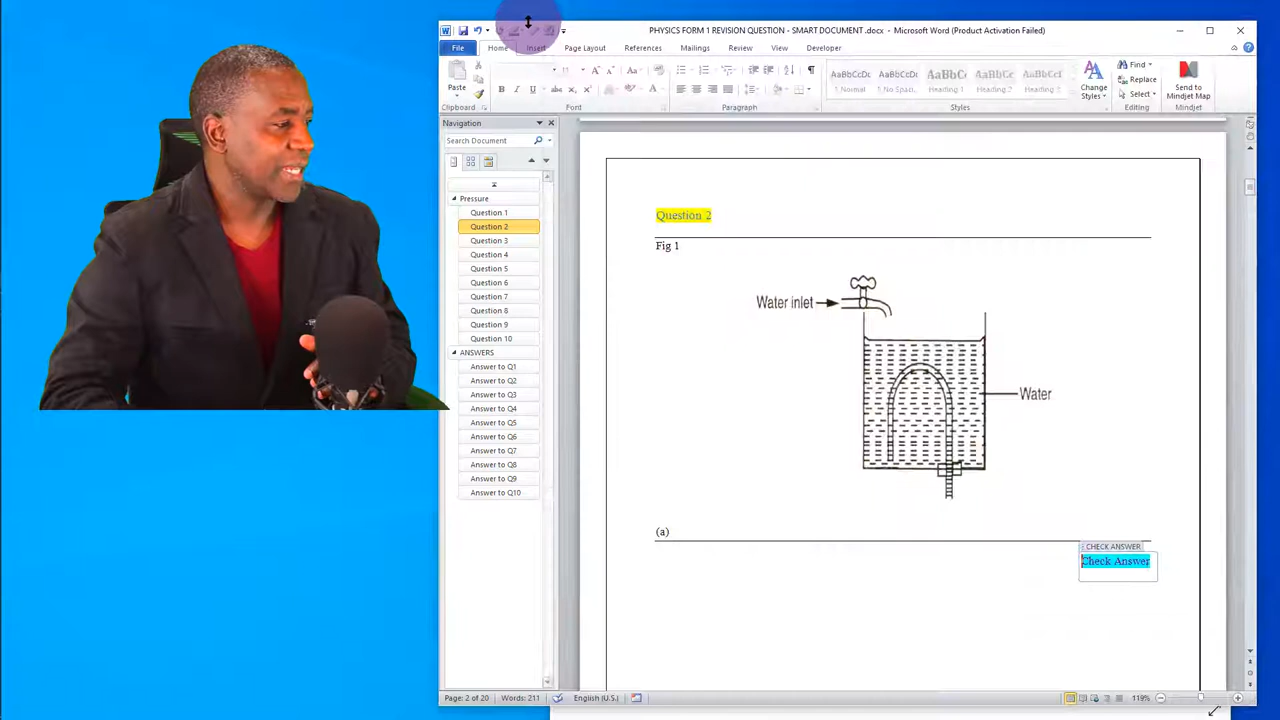 PHYSICS FORM 1 REVISION QUESTION - SMART DOCUMENT .docx - Microsoft Word (Product Activation Failed)
File Home Insert Page Layout References Mailings Review View Developer
Paste
B I U abe x₂ x² Aa
AaBbCcDc AaBbCcDc AaBbCc AaBbCc AaBbCcI
¶ Normal ¶ No Spaci... Heading 1 Heading 2 Heading 3
Change Styles
Find
Replace
Select
Send to Mindjet Map
Clipboard Font Paragraph Styles Editing Mindjet
Navigation
Search Document
Pressure
Question 1
Question 2
Question 3
Question 4
Question 5
Question 6
Question 7
Question 8
Question 9
Question 10
ANSWERS
Answer to Q1
Answer to Q2
Answer to Q3
Answer to Q4
Answer to Q5
Answer to Q6
Answer to Q7
Answer to Q8
Answer to Q9
Answer to Q10
Question 2
Fig 1
Water inlet
Water
(a)
CHECK ANSWER
Check Answer
Page: 2 of 20 Words: 211 English (U.S.) 119%